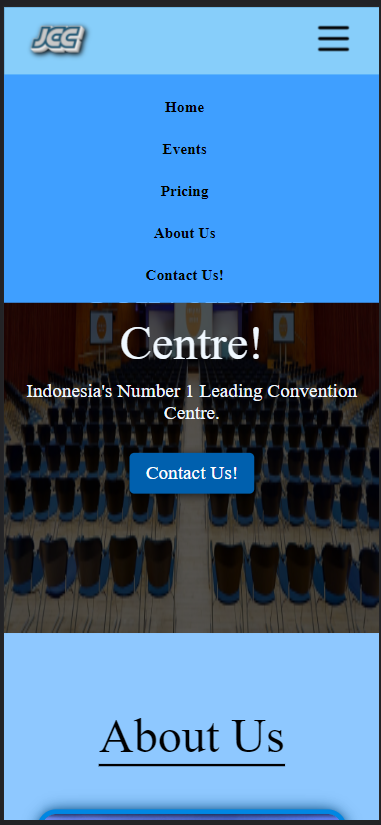 JCC
Home
Events
Pricing
About Us
Contact Us!
Centre!
Indonesia's Number 1 Leading Convention
Centre.
Contact Us!
About Us